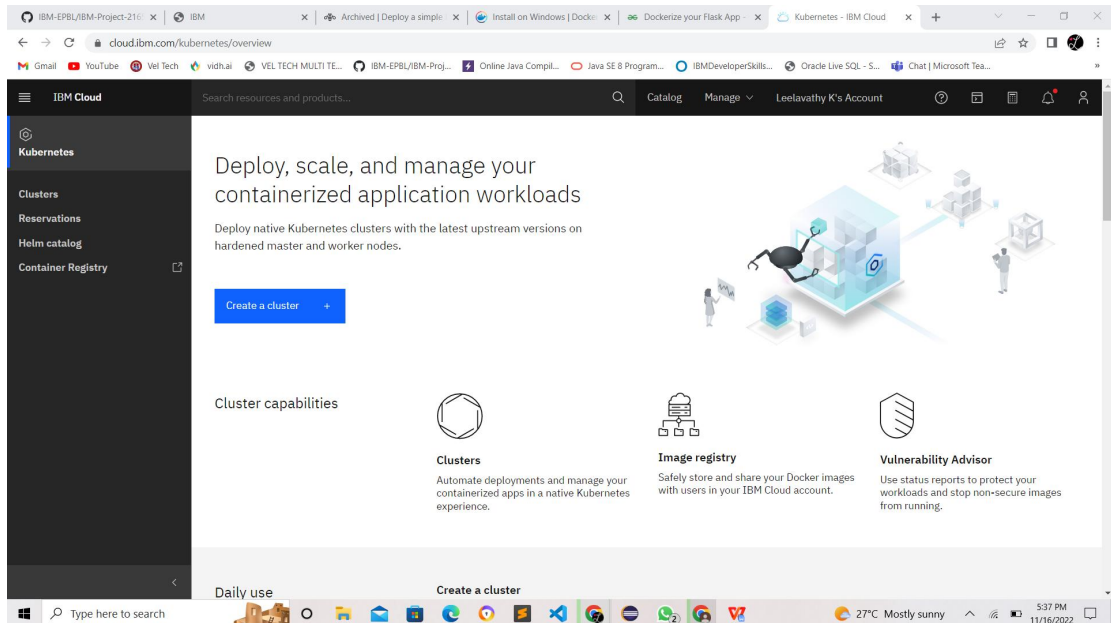 IBM-EPBL/IBM-Project-216
IBM
Archived | Deploy a simple
Install on Windows | Docke
Dockerize your Flask App -
Kubernetes - IBM Cloud
cloud.ibm.com/kubernetes/overview
Gmail
YouTube
Vel Tech
vidh.ai
VEL TECH MULTI TE...
IBM-EPBL/IBM-Proj...
Online Java Compil...
Java SE 8 Program...
IBMDeveloperSkills...
Oracle Live SQL - S...
Chat | Microsoft Tea...
IBM Cloud
Search resources and products...
Catalog
Manage
Leelavathy K's Account
Kubernetes
Clusters
Reservations
Helm catalog
Container Registry
Deploy, scale, and manage your
containerized application workloads
Deploy native Kubernetes clusters with the latest upstream versions on
hardened master and worker nodes.
Create a cluster +
Cluster capabilities
Clusters
Automate deployments and manage your
containerized apps in a native Kubernetes
experience.
Image registry
Safely store and share your Docker images
with users in your IBM Cloud account.
Vulnerability Advisor
Use status reports to protect your
workloads and stop non-secure images
from running.
Daily use
Create a cluster
Type here to search
27°C Mostly sunny
5:37 PM
11/16/2022